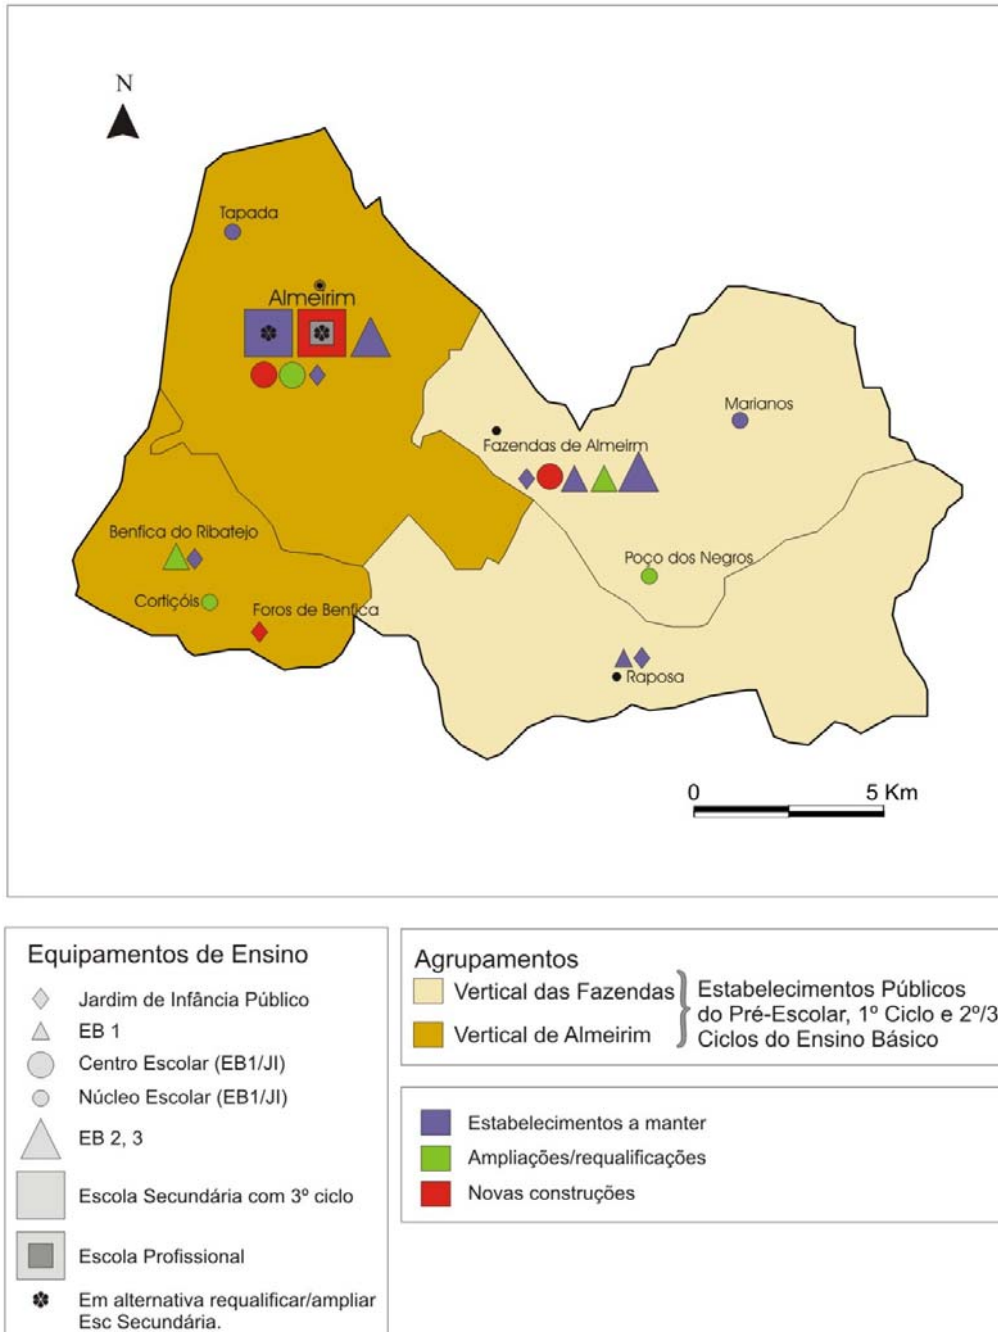 N
Tapada
Almeirim
Marianos
Fazendas de Almeirm
Benfica do Ribatejo
Poço dos Negros
Cortiçóis
Foros de Benfica
Raposa
0 5 Km
Equipamentos de Ensino
Jardim de Infância Público
EB 1
Centro Escolar (EB1/JI)
Núcleo Escolar (EB1/JI)
EB 2, 3
Escola Secundária com 3º ciclo
Escola Profissional
Em alternativa requalificar/ampliar
Esc Secundária.
Agrupamentos
Vertical das Fazendas
Vertical de Almeirim
Estabelecimentos Públicos
do Pré-Escolar, 1º Ciclo e 2º/3
Ciclos do Ensino Básico
Estabelecimentos a manter
Ampliações/requalificações
Novas construções